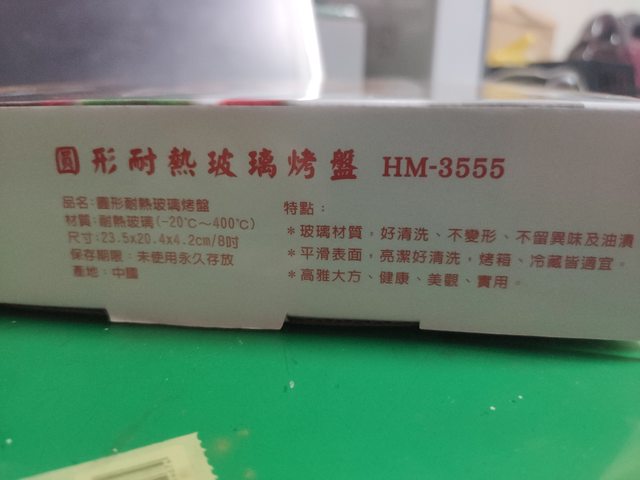 圓形耐熱玻璃烤盤 HM-3555
品名:圓形耐熱玻璃烤盤
材質:耐熱玻璃(-20℃~400℃)
尺寸:23.5x20.4x4.2cm/8吋
保存期限:未使用永久存放
產地:中國
特點:
*玻璃材質,好清洗、不變形、不留異味及油漬
*平滑表面,亮潔好清洗,烤箱、冷藏皆適宜。
*高雅大方、健康、美觀、實用。